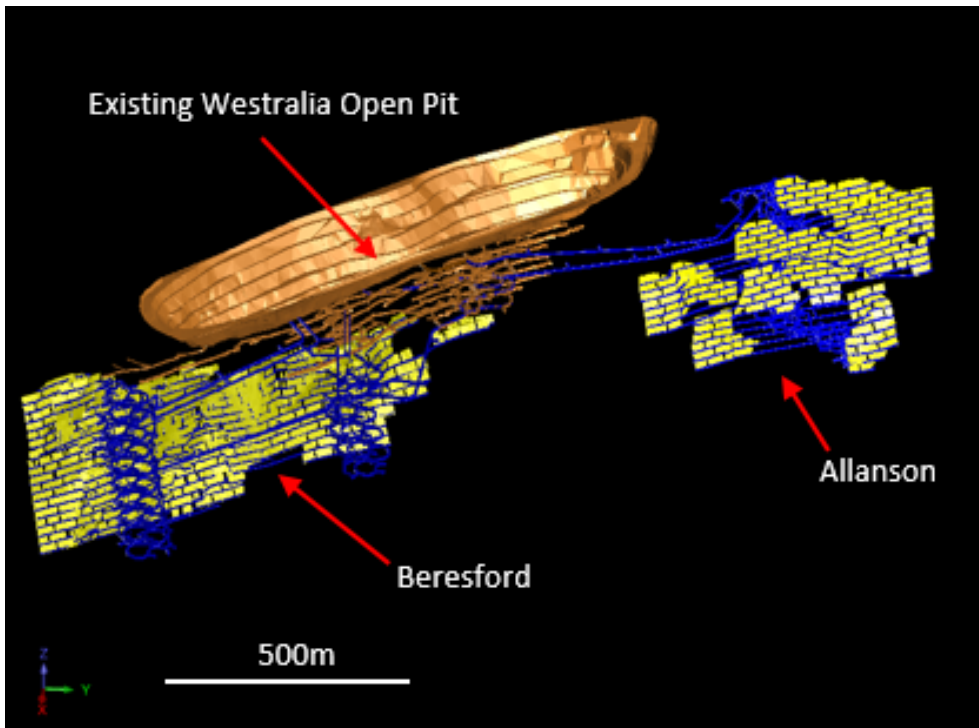 Existing Westralia Open Pit
Allanson
Beresford
500m
Z
Y
X